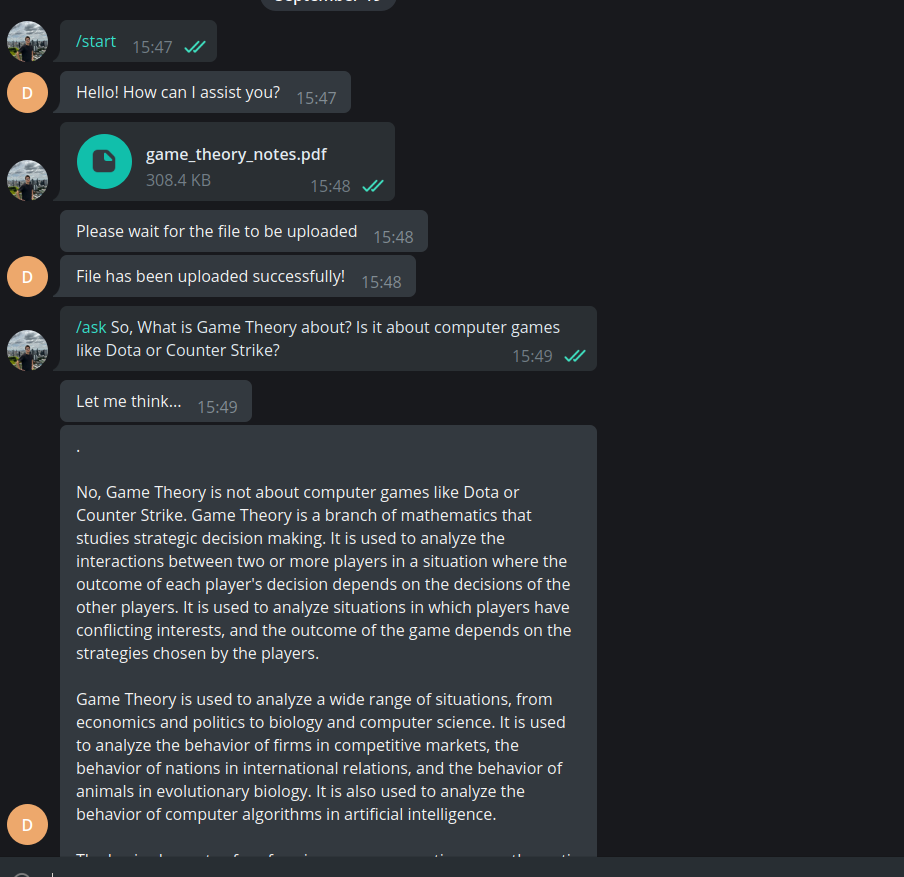 /start 15:47
D
Hello! How can I assist you? 15:47
game_theory_notes.pdf
308.4 KB
15:48
Please wait for the file to be uploaded 15:48
D
File has been uploaded successfully! 15:48
/ask So, What is Game Theory about? Is it about computer games
like Dota or Counter Strike?
15:49
Let me think... 15:49
.
No, Game Theory is not about computer games like Dota or
Counter Strike. Game Theory is a branch of mathematics that
studies strategic decision making. It is used to analyze the
interactions between two or more players in a situation where the
outcome of each player's decision depends on the decisions of the
other players. It is used to analyze situations in which players have
conflicting interests, and the outcome of the game depends on the
strategies chosen by the players.
Game Theory is used to analyze a wide range of situations, from
economics and politics to biology and computer science. It is used
to analyze the behavior of firms in competitive markets, the
behavior of nations in international relations, and the behavior of
animals in evolutionary biology. It is also used to analyze the
behavior of computer algorithms in artificial intelligence.
D